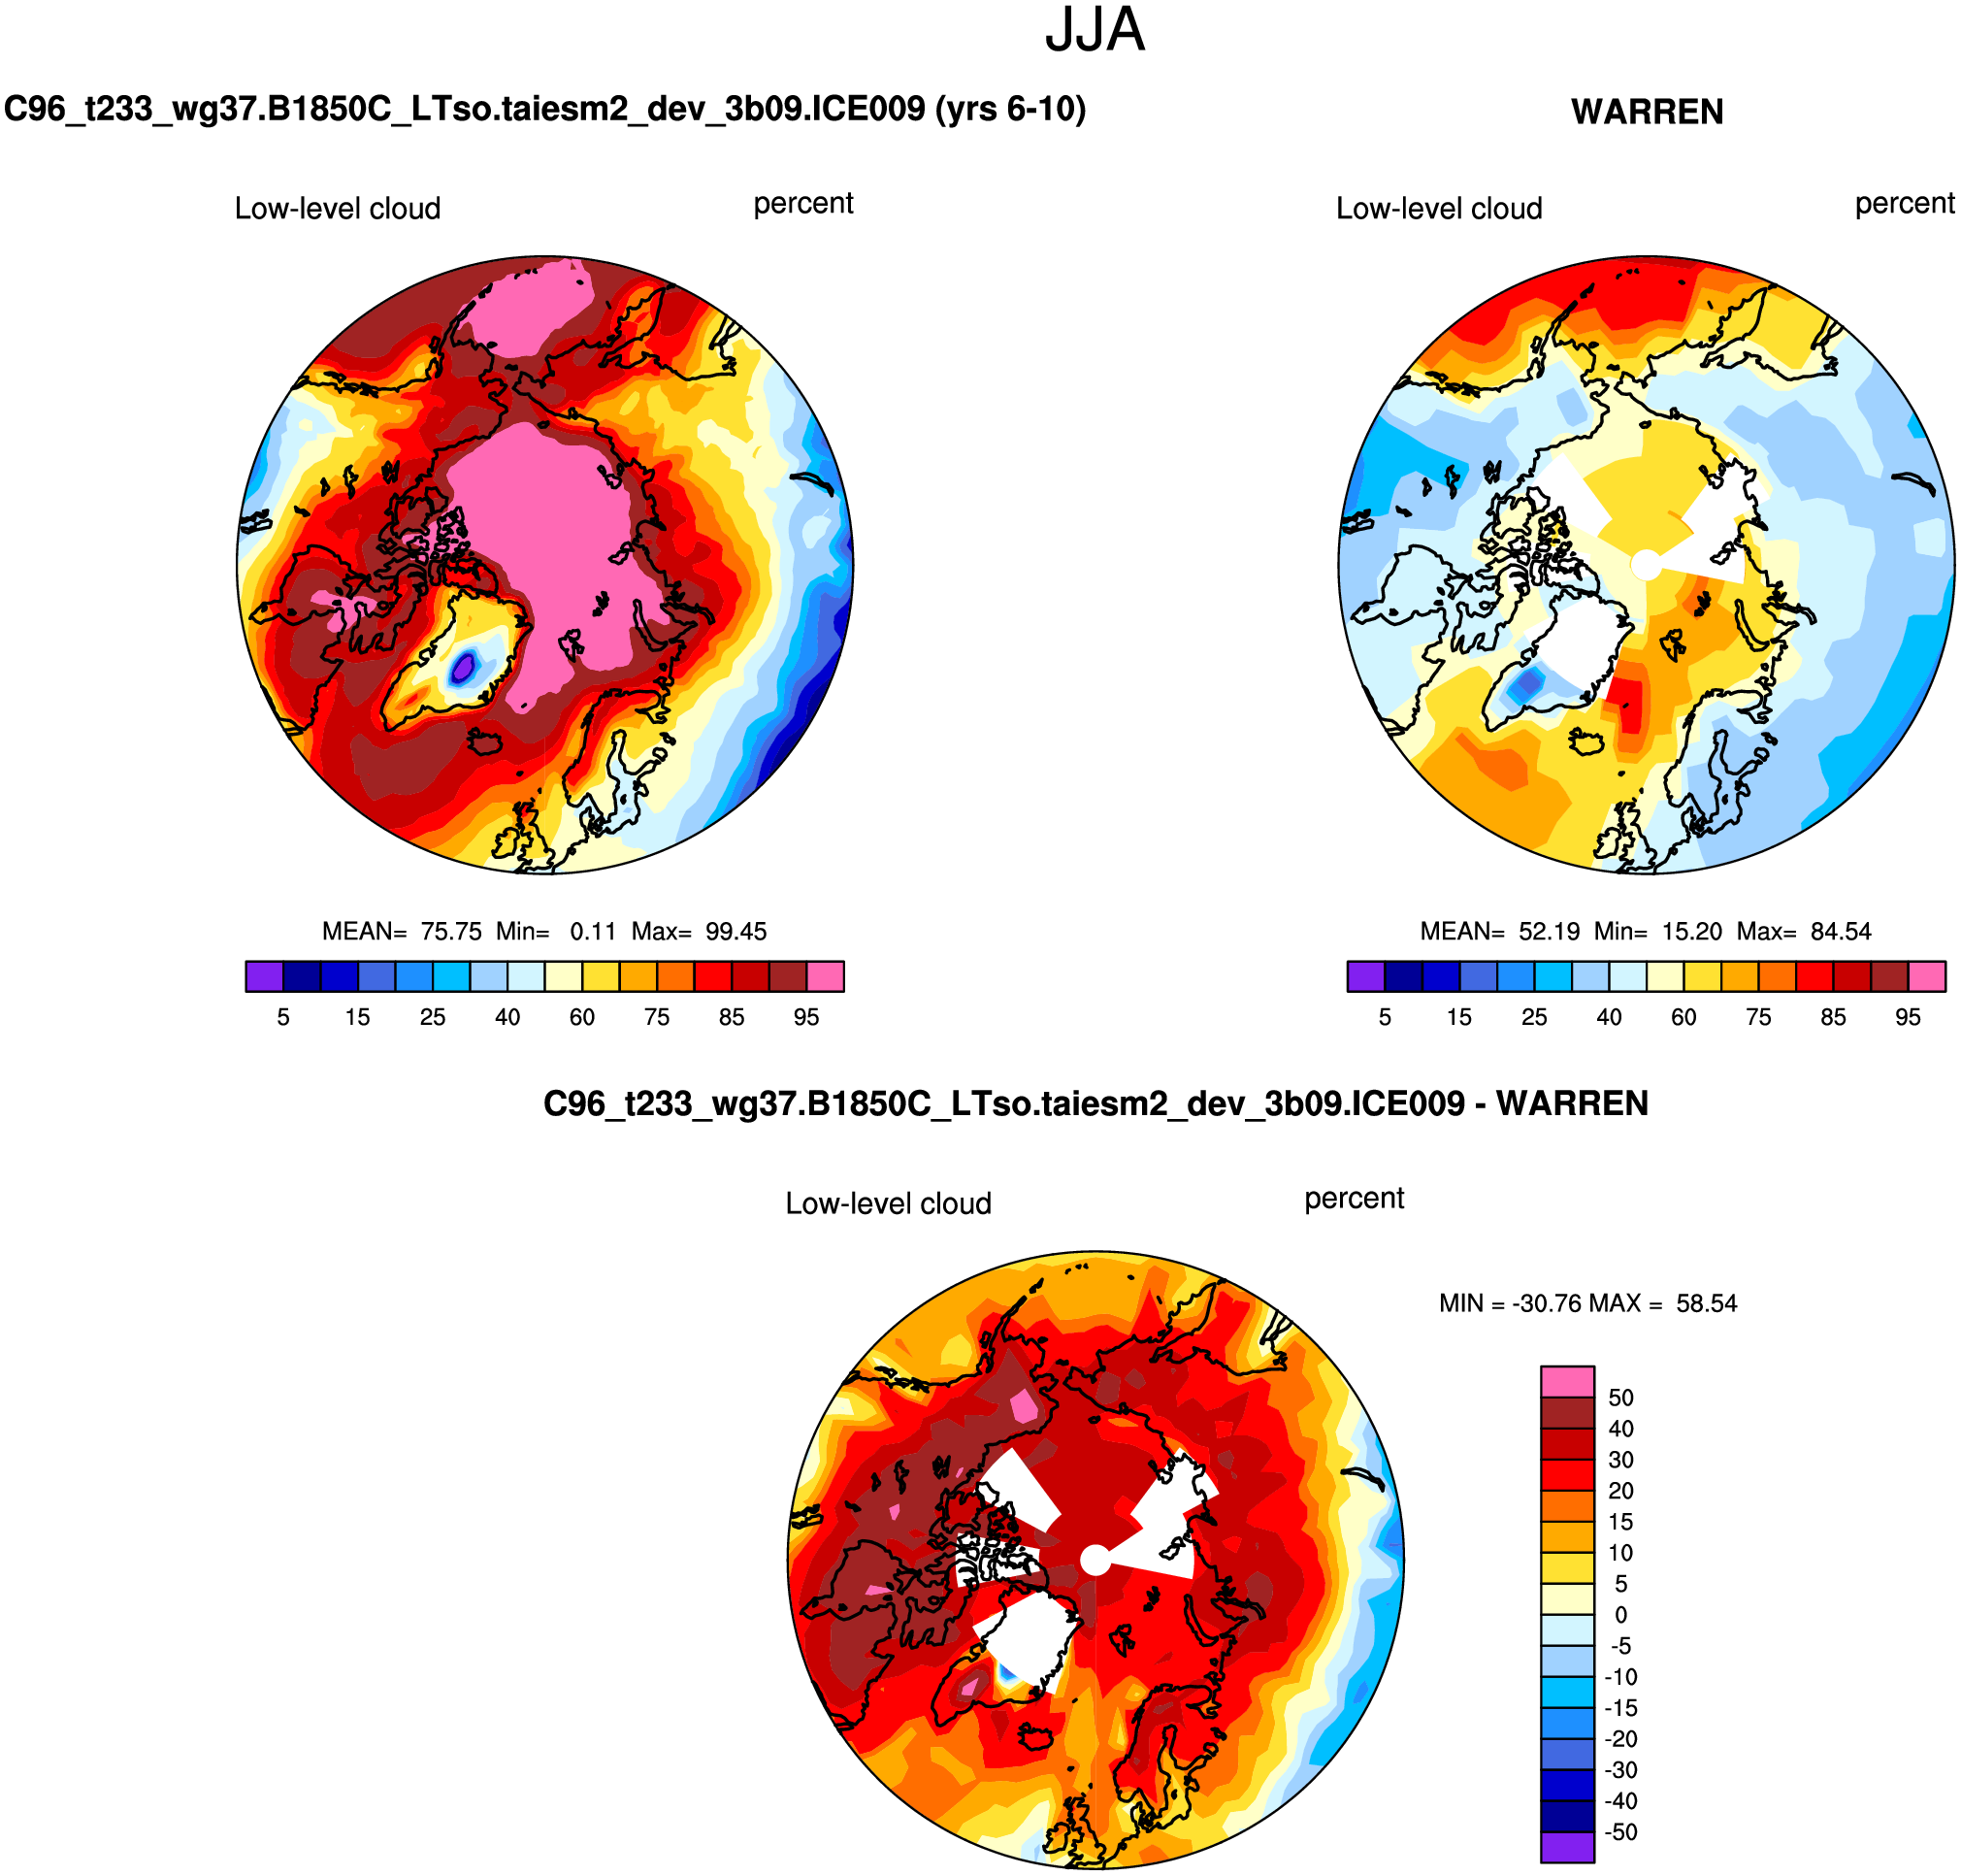 JJA
C96_t233_wg37.B1850C_LTso.taiesm2_dev_3b09.ICE009 (yrs 6-10)
WARREN
Low-level cloud percent
Low-level cloud percent
MEAN= 75.75 Min= 0.11 Max= 99.45
MEAN= 52.19 Min= 15.20 Max= 84.54
5 15 25 40 60 75 85 95
5 15 25 40 60 75 85 95
C96_t233_wg37.B1850C_LTso.taiesm2_dev_3b09.ICE009 - WARREN
Low-level cloud percent
MIN = -30.76 MAX = 58.54
50
40
30
20
15
10
5
0
-5
-10
-15
-20
-30
-40
-50